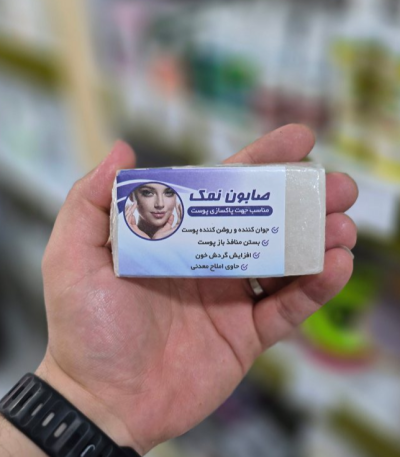 صابون نمک
مناسب جهت پاکسازی پوست
جوان کننده و روشن کننده پوست
بستن منافذ باز پوست
افزایش گردش خون
حاوی املاح معدنی